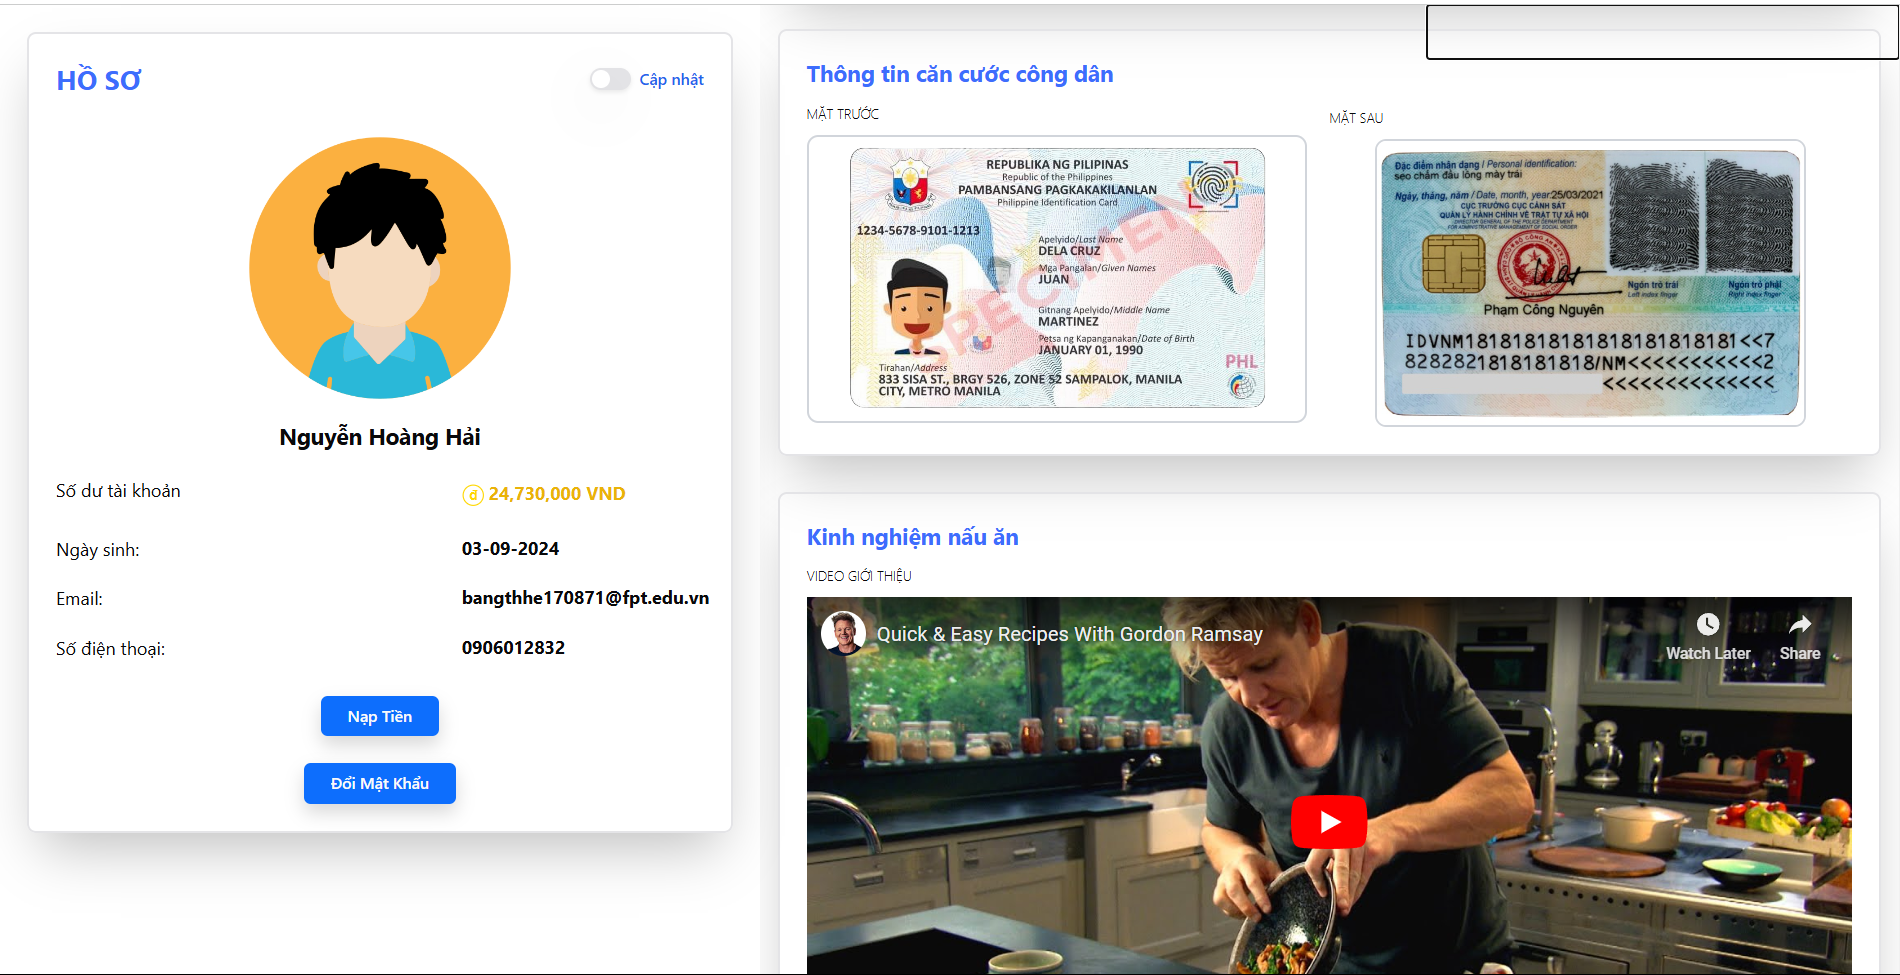 HỒ SƠ
Cập nhật
Nguyễn Hoàng Hải
Số dư tài khoản
đ 24,730,000 VND
Ngày sinh:
03-09-2024
Email:
bangthhe170871@fpt.edu.vn
Số điện thoại:
0906012832
Nạp Tiền
Đổi Mật Khẩu
Thông tin căn cước công dân
MẶT TRƯỚC
REPUBLIKA NG PILIPINAS
Republic of the Philippines
PAMBANSANG PAGKAKAKILANLAN
Philippine Identification Card
1234-5678-9101-1213
Apelyido/Last Name
DELA CRUZ
Mga Pangalan/Given Names
JUAN
Gitnang Apelyido/Middle Name
MARTINEZ
Petsa ng Kapanganakan/Date of Birth
JANUARY 01, 1990
Tirahan/Address
833 SISA ST., BRGY 526, ZONE 52 SAMPALOK, MANILA
CITY, METRO MANILA
PHL
SPECIMEN
MẶT SAU
Đặc điểm nhân dạng / Personal identification:
sẹo chấm đầu lông mày trái
Ngày, tháng, năm / Date, month, year:25/03/2021
CỤC TRƯỞNG CỤC CẢNH SÁT
QUẢN LÝ HÀNH CHÍNH VỀ TRẬT TỰ XÃ HỘI
DIRECTOR GENERAL OF THE POLICE DEPARTMENT
FOR ADMINISTRATIVE MANAGEMENT OF SOCIAL ORDER
Ngón trỏ trái
Left index finger
Ngón trỏ phải
Right index finger
Phạm Công Nguyên
IDVNM1818181818181818181818<<7
8282821818181818/NM<<<<<<<<<<<2
<<<<<<<<<<<<<<
Kinh nghiệm nấu ăn
VIDEO GIỚI THIỆU
Quick & Easy Recipes With Gordon Ramsay
Watch Later
Share